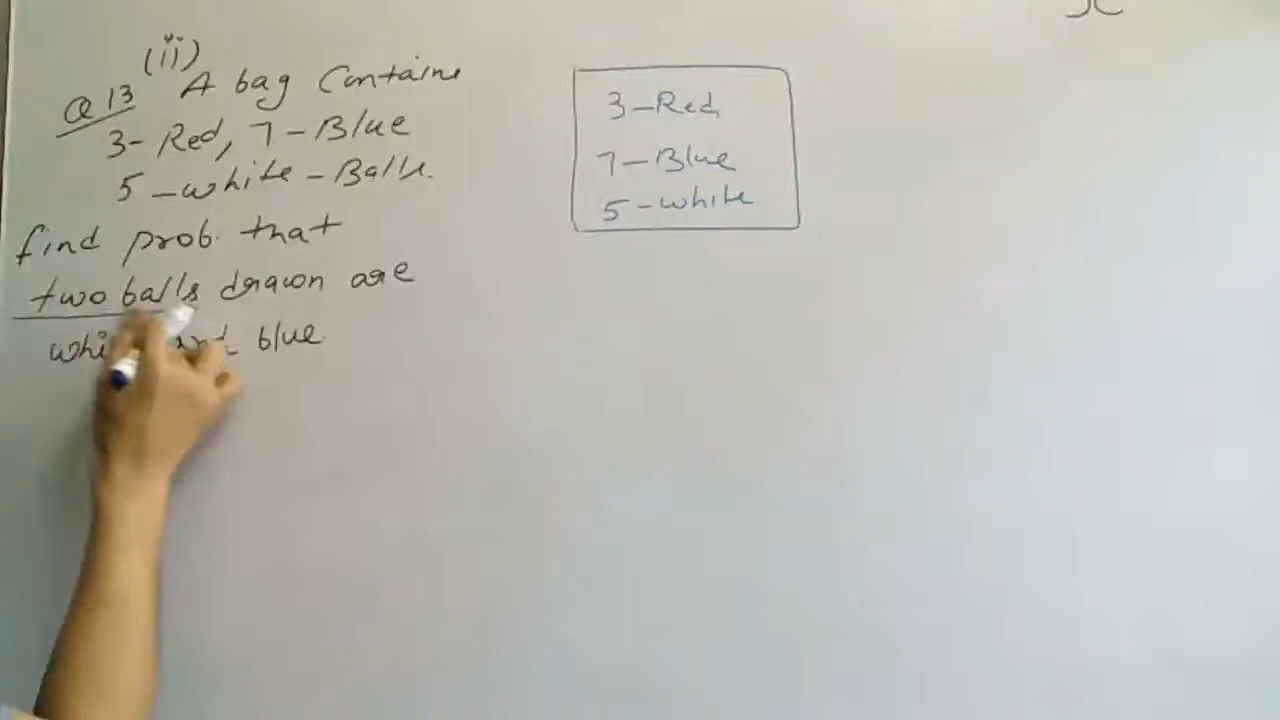 (ii)
Q13 A bag Contains
3- Red, 7-Blue
5-white-Balls.
find prob. that
two balls drawn are
blue
3-Red
7-Blue
5-white